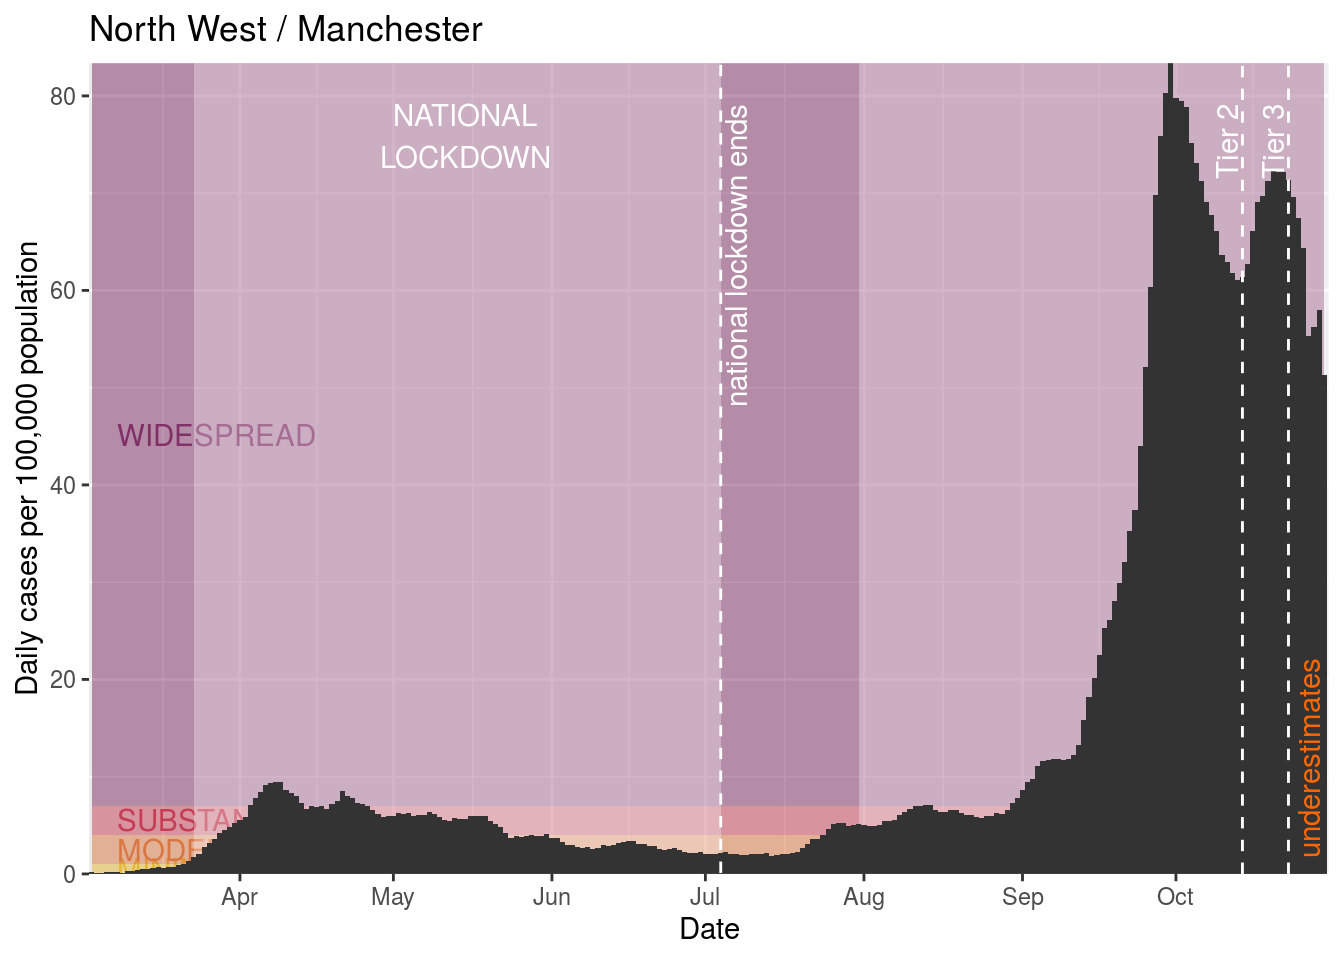 North West / Manchester
Daily cases per 100,000 population
80
60
40
20
0
NATIONAL
LOCKDOWN
national lockdown ends
Tier 2
Tier 3
WIDESPREAD
SUBSTAN
MODE
underestimates
Apr
May
Jun
Jul
Aug
Sep
Oct
Date